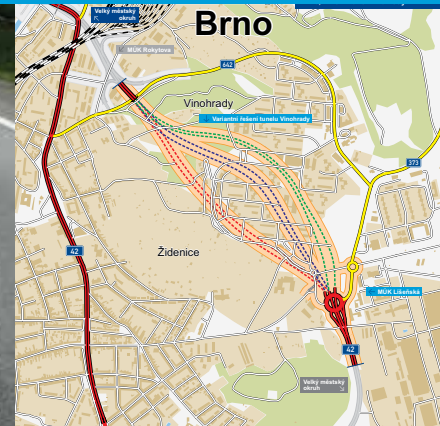 Velký městský
okruh
Brno
MÚK Rokytova
642
Vinohrady
Variantní řešení tunelu Vinohrady
373
Židenice
42
MÚK Líšeňská
42
Velký městský
okruh